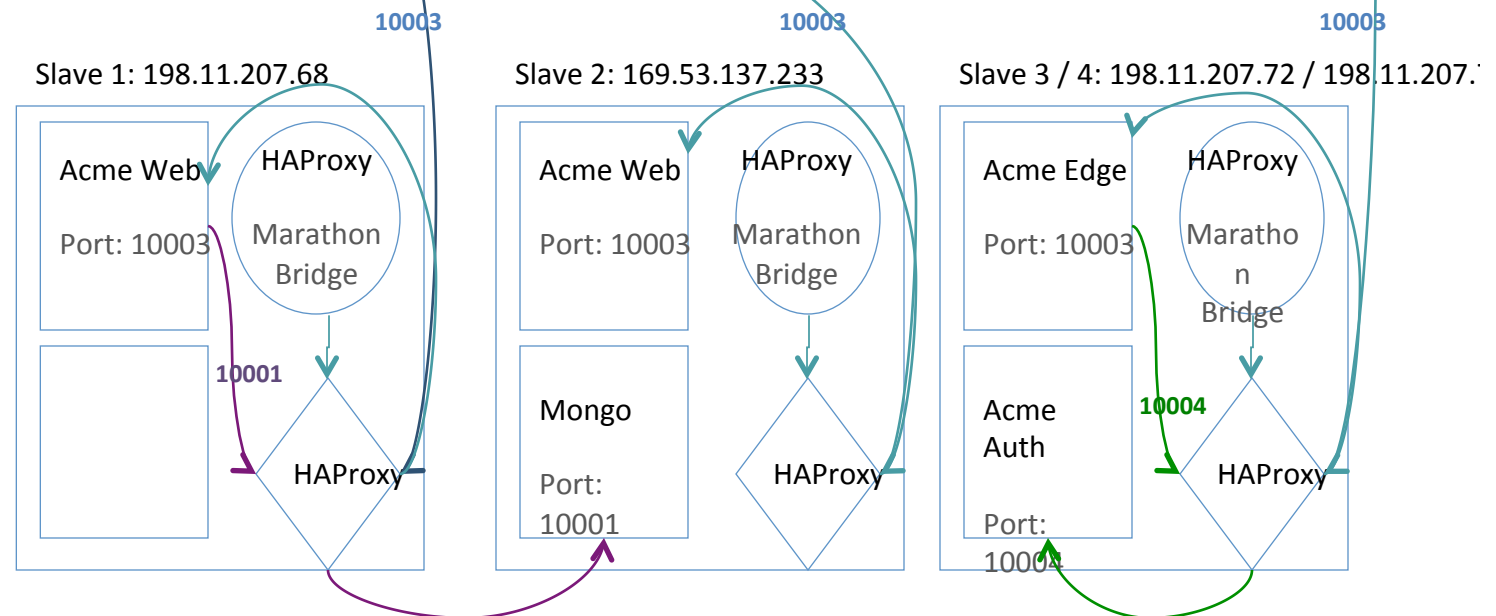 10003
10003
10003
Slave 1: 198.11.207.68
Slave 2: 169.53.137.233
Slave 3 / 4: 198.11.207.72 / 198.11.207.
Acme Web
Port: 10003
HAProxy
Marathon
Bridge
10001
HAProxy
Acme Web
Port: 10003
HAProxy
Marathon
Bridge
Mongo
Port:
10001
HAProxy
Acme Edge
Port: 10003
HAProxy
Maratho
n
Bridge
10004
Acme
Auth
Port:
10004
HAProxy